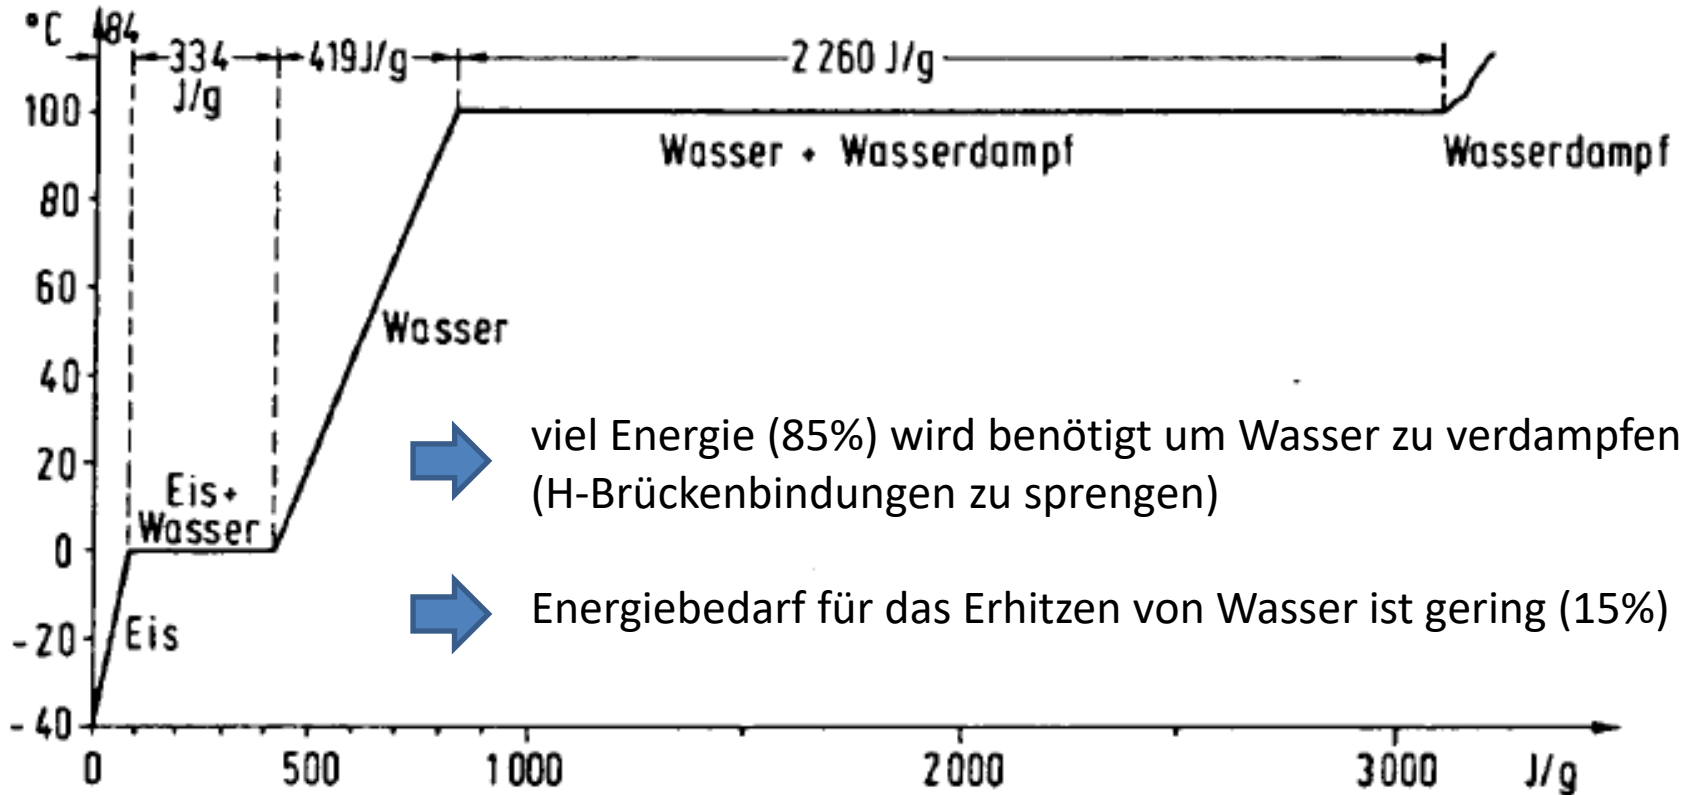 °C
84
334
J/g
419J/g
2 260 J/g
100
Wasser + Wasserdampf
Wasserdampf
80
60
Wasser
40
viel Energie (85%) wird benötigt um Wasser zu verdampfen
(H-Brückenbindungen zu sprengen)
20
Eis+
Wasser
0
Energiebedarf für das Erhitzen von Wasser ist gering (15%)
-20
Eis
-40
0 500 1000 2000 3000 J/g